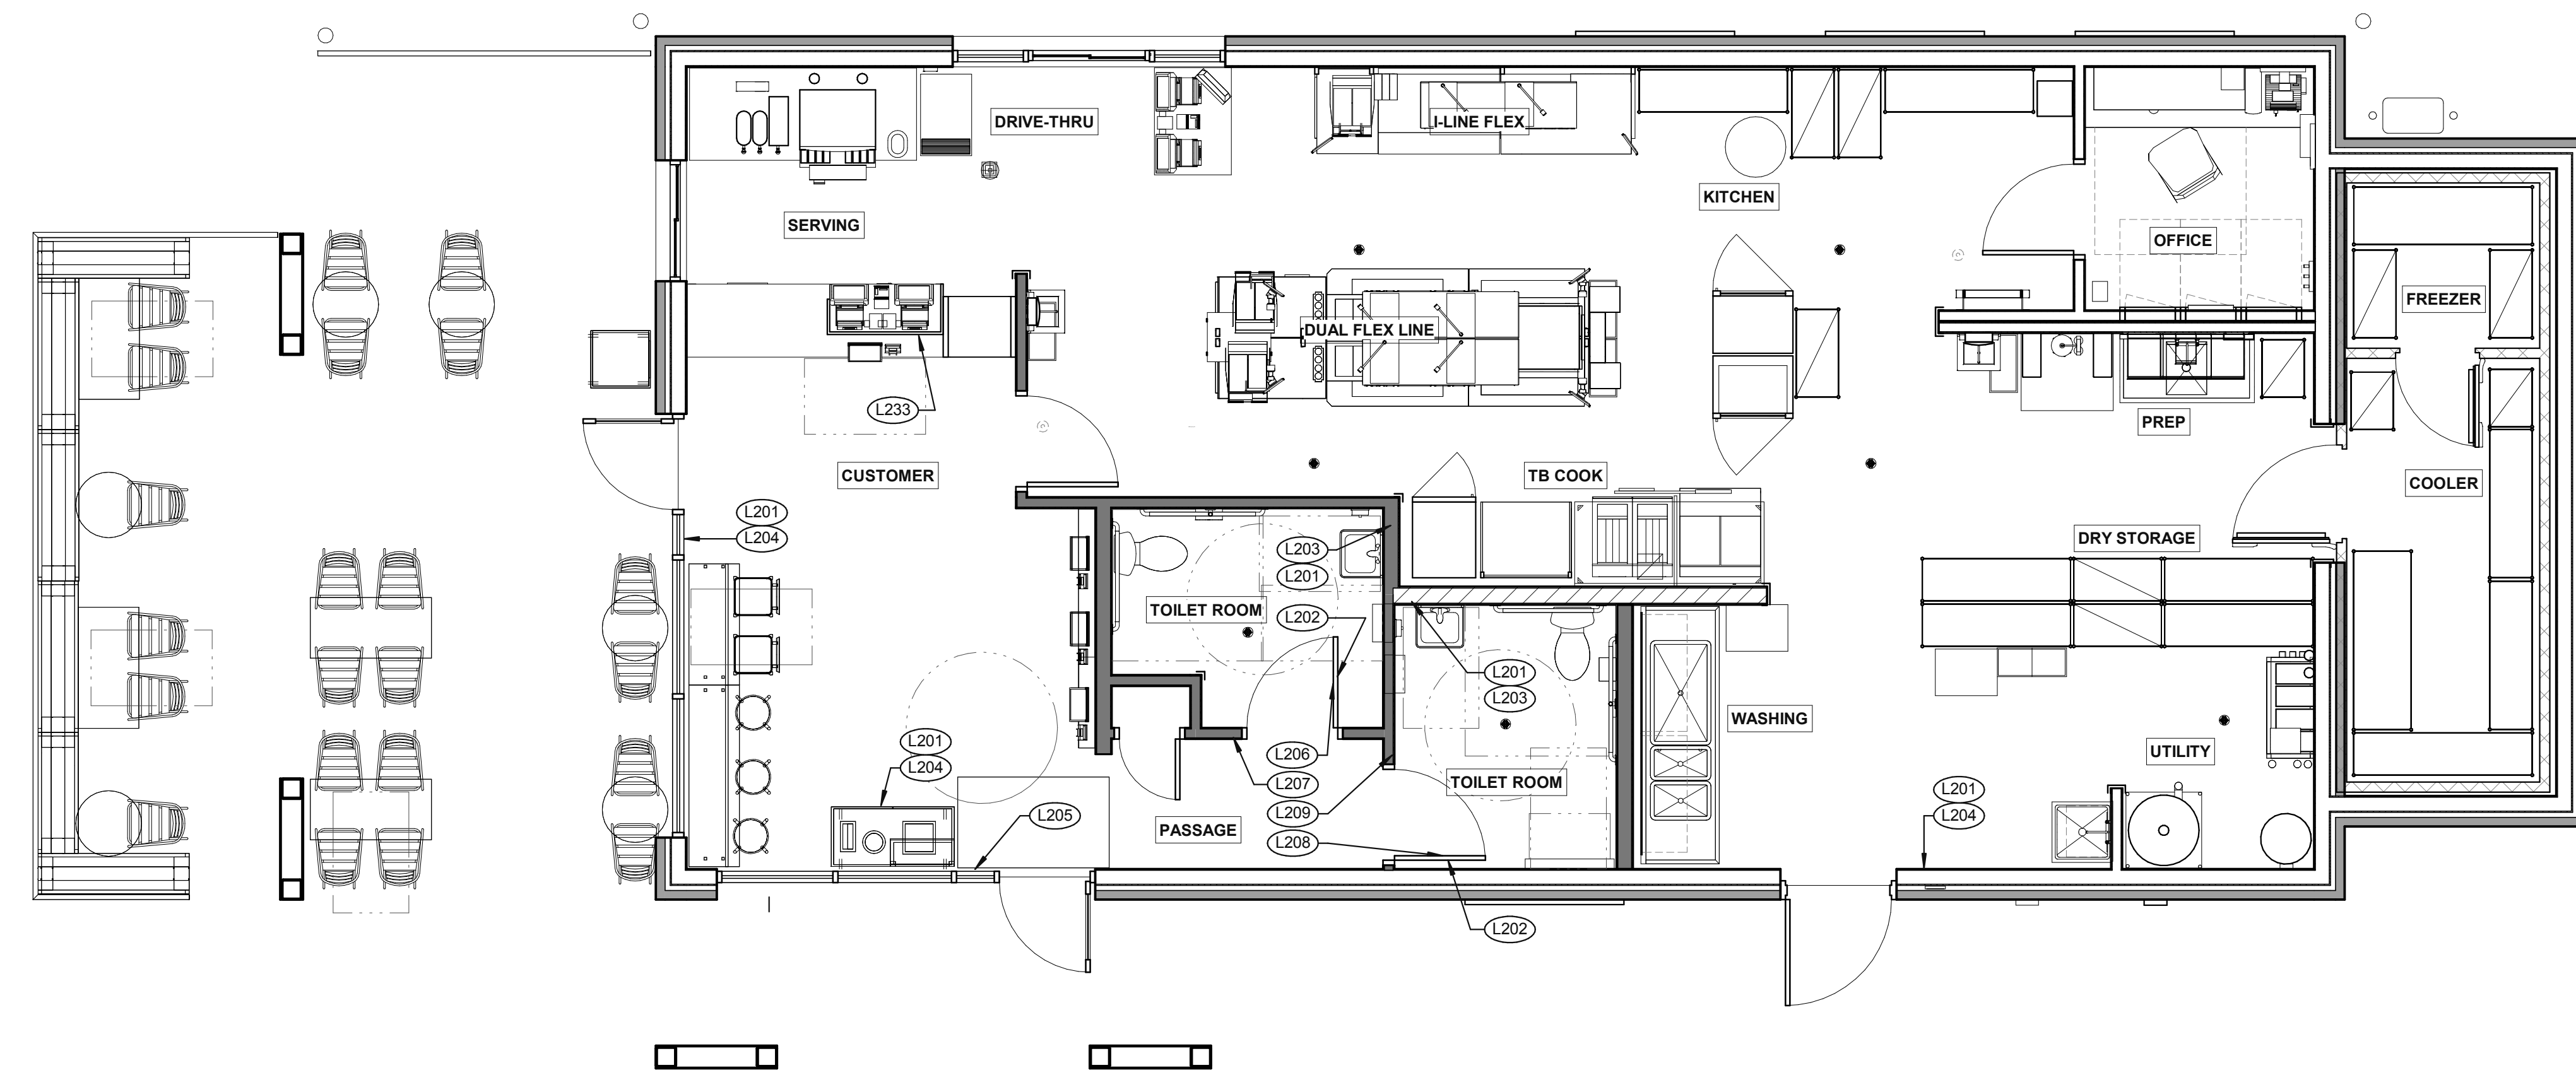 DRIVE-THRU
I-LINE FLEX
KITCHEN
SERVING
OFFICE
FREEZER
DUAL FLEX LINE
L233
PREP
CUSTOMER
TB COOK
COOLER
L201
L204
DRY STORAGE
L203
L201
TOILET ROOM
L202
L201
L203
WASHING
L201
L204
L206
UTILITY
L207
TOILET ROOM
L201
L204
L209
L205
PASSAGE
L208
L202